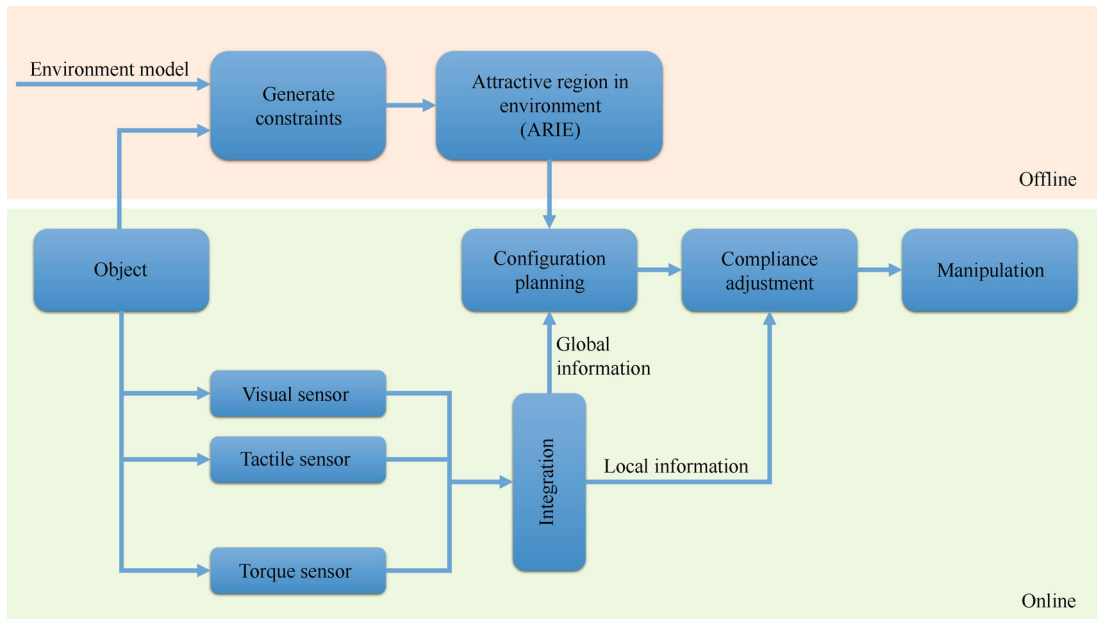 Environment model
Generate
constraints
Attractive region in
environment
(ARIE)
Offline
Object
Configuration
planning
Compliance
adjustment
Manipulation
Global
information
Visual sensor
Tactile sensor
Integration
Local information
Torque sensor
Online